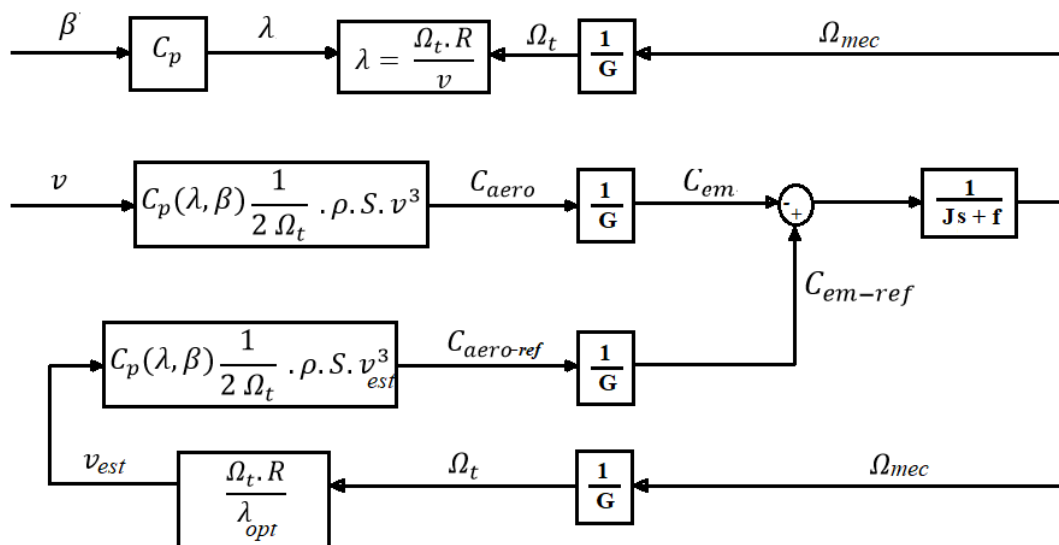 β λ Ω_t Ω_mec
C_p
λ = Ω_t . R / v
1 / G
v C_aero C_em
C_p(λ, β) 1 / 2 Ω_t . ρ. S. v³
1 / G
- +
1 / Js + f
C_em−ref
C_aero-ref
C_p(λ, β) 1 / 2 Ω_t . ρ. S. v³_est
1 / G
v_est Ω_t Ω_mec
Ω_t . R / λ_opt
1 / G